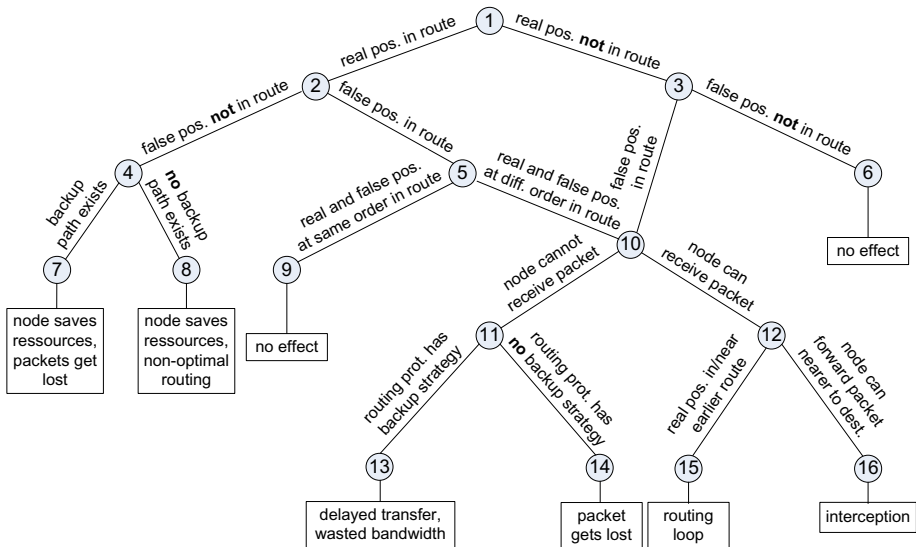 1
real pos. in route
real pos. not in route
2
3
false pos. not in route
false pos. in route
false pos.
in route
false pos. not in route
4
5
6
backup
path exists
no backup
path exists
real and false pos.
at same order in route
real and false pos.
at diff. order in route
no effect
7
8
9
10
node saves
ressources,
packets get
lost
node saves
ressources,
non-optimal
routing
no effect
node cannot
receive packet
node can
receive packet
11
12
routing prot. has
backup strategy
routing prot. has
no backup strategy
real pos. in/near
earlier route
node can
forward packet
nearer to dest.
13
14
15
16
delayed transfer,
wasted bandwidth
packet
gets lost
routing
loop
interception